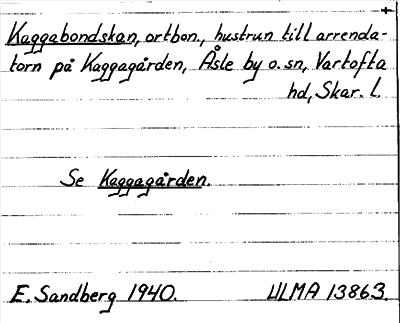 †
Kaggabondskan, ortbon., hustrun till arrenda-
torn på Kaggagården, Åsle by o. sn, Vartofta
hd, Skar. l.
Se Kaggagården.
E. Sandberg 1940. ULMA 13863.